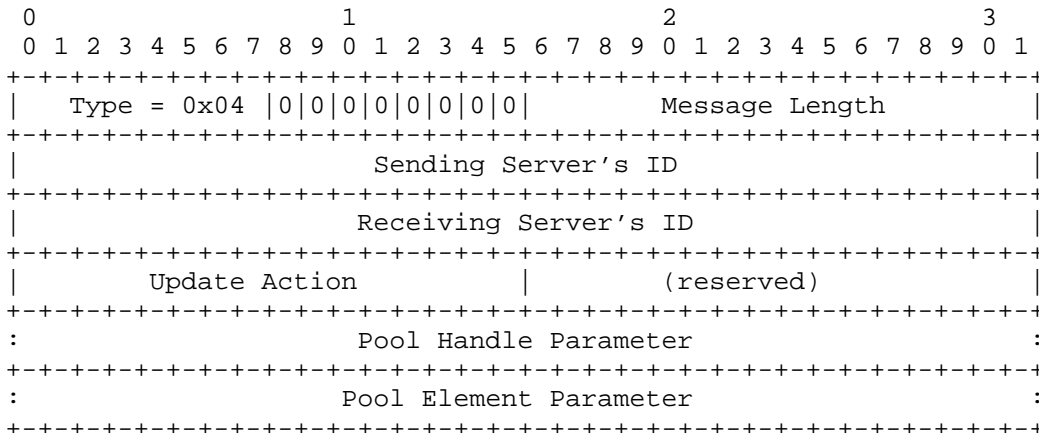 0                   1                   2                   3
 0 1 2 3 4 5 6 7 8 9 0 1 2 3 4 5 6 7 8 9 0 1 2 3 4 5 6 7 8 9 0 1
+-+-+-+-+-+-+-+-+-+-+-+-+-+-+-+-+-+-+-+-+-+-+-+-+-+-+-+-+-+-+-+-+
|   Type = 0x04 |0|0|0|0|0|0|0|0|        Message Length         |
+-+-+-+-+-+-+-+-+-+-+-+-+-+-+-+-+-+-+-+-+-+-+-+-+-+-+-+-+-+-+-+-+
|                      Sending Server's ID                      |
+-+-+-+-+-+-+-+-+-+-+-+-+-+-+-+-+-+-+-+-+-+-+-+-+-+-+-+-+-+-+-+-+
|                     Receiving Server's ID                     |
+-+-+-+-+-+-+-+-+-+-+-+-+-+-+-+-+-+-+-+-+-+-+-+-+-+-+-+-+-+-+-+-+
|        Update Action          |        (reserved)             |
+-+-+-+-+-+-+-+-+-+-+-+-+-+-+-+-+-+-+-+-+-+-+-+-+-+-+-+-+-+-+-+-+
:                     Pool Handle Parameter                     :
+-+-+-+-+-+-+-+-+-+-+-+-+-+-+-+-+-+-+-+-+-+-+-+-+-+-+-+-+-+-+-+-+
:                    Pool Element Parameter                     :
+-+-+-+-+-+-+-+-+-+-+-+-+-+-+-+-+-+-+-+-+-+-+-+-+-+-+-+-+-+-+-+-+